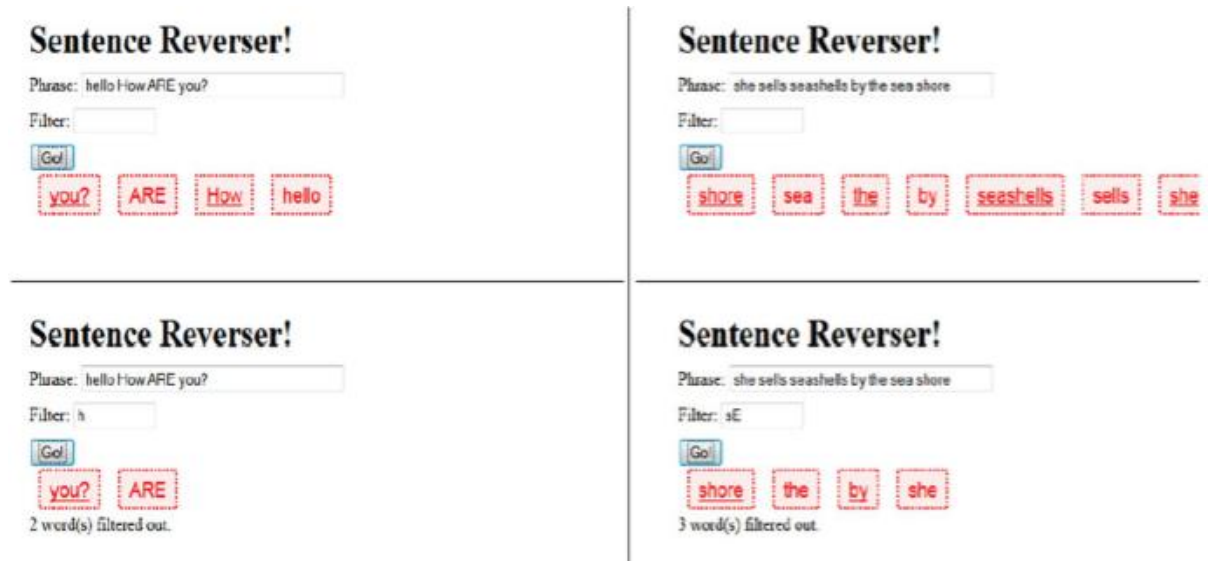 Sentence Reverser!
Phrase: hello How ARE you?
Filter:
Go!
you? ARE How hello
Sentence Reverser!
Phrase: she sells seashells by the sea shore
Filter:
Go!
shore sea the by seashells sells she
Sentence Reverser!
Phrase: hello How ARE you?
Filter: h
Go!
you? ARE
2 word(s) filtered out.
Sentence Reverser!
Phrase: she sells seashells by the sea shore
Filter: sE
Go!
shore the by she
3 word(s) filtered out.